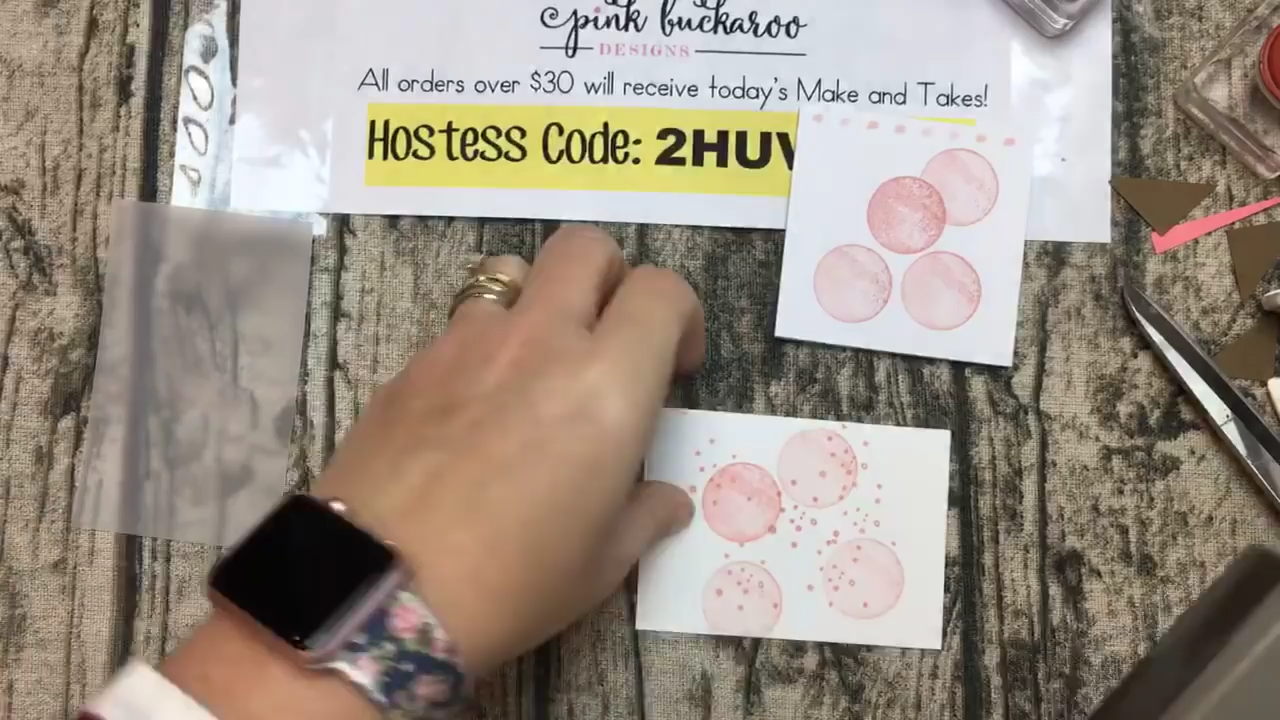 pink buckaroo
DESIGNS
All orders over $30 will receive today's Make and Takes!
Hostess Code: 2HUV